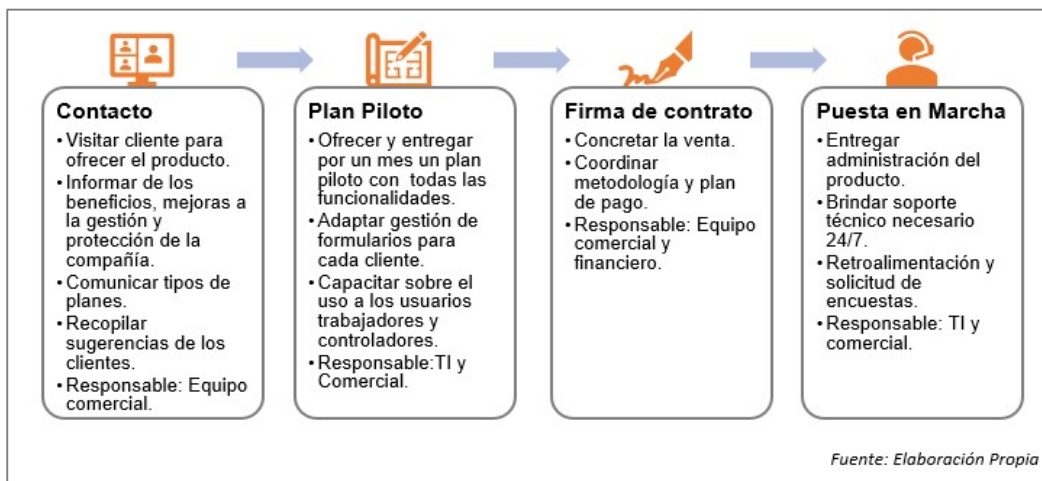 Contacto
• Visitar cliente para
ofrecer el producto.
• Informar de los
beneficios, mejoras a
la gestión y
protección de la
compañía.
• Comunicar tipos de
planes.
• Recopilar
sugerencias de los
clientes.
• Responsable: Equipo
comercial.
Plan Piloto
• Ofrecer y entregar
por un mes un plan
piloto con todas las
funcionalidades.
• Adaptar gestión de
formularios para
cada cliente.
• Capacitar sobre el
uso a los usuarios
trabajadores y
controladores.
• Responsable:TI y
Comercial.
Firma de contrato
• Concretar la venta.
• Coordinar
metodología y plan
de pago.
• Responsable: Equipo
comercial y
financiero.
Puesta en Marcha
• Entregar
administración del
producto.
• Brindar soporte
técnico necesario
24/7.
• Retroalimentación y
solicitud de
encuestas.
• Responsable: TI y
comercial.
Fuente: Elaboración Propia